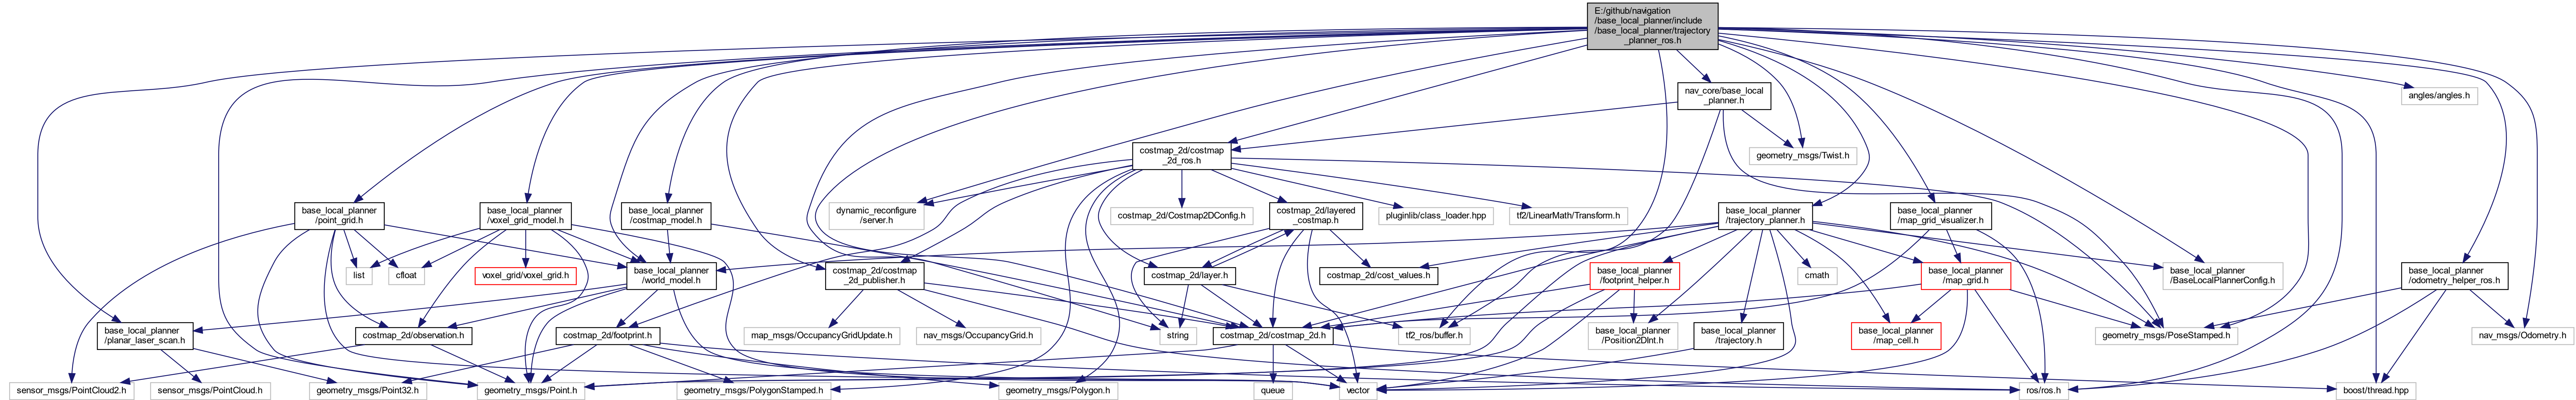 E:/github/navigation
/base_local_planner/include
/base_local_planner/trajectory
_planner_ros.h
nav_core/base_local
_planner.h
angles/angles.h
costmap_2d/costmap
_2d_ros.h
geometry_msgs/Twist.h
base_local_planner
/point_grid.h
base_local_planner
/voxel_grid_model.h
base_local_planner
/costmap_model.h
dynamic_reconfigure
/server.h
costmap_2d/Costmap2DConfig.h
costmap_2d/layered
_costmap.h
pluginlib/class_loader.hpp
tf2/LinearMath/Transform.h
base_local_planner
/trajectory_planner.h
base_local_planner
/map_grid_visualizer.h
list
cfloat
voxel_grid/voxel_grid.h
base_local_planner
/world_model.h
costmap_2d/costmap
_2d_publisher.h
costmap_2d/layer.h
costmap_2d/cost_values.h
base_local_planner
/footprint_helper.h
cmath
base_local_planner
/map_grid.h
base_local_planner
/BaseLocalPlannerConfig.h
base_local_planner
/odometry_helper_ros.h
base_local_planner
/planar_laser_scan.h
costmap_2d/observation.h
costmap_2d/footprint.h
map_msgs/OccupancyGridUpdate.h
nav_msgs/OccupancyGrid.h
string
costmap_2d/costmap_2d.h
tf2_ros/buffer.h
base_local_planner
/Position2DInt.h
base_local_planner
/trajectory.h
base_local_planner
/map_cell.h
geometry_msgs/PoseStamped.h
nav_msgs/Odometry.h
sensor_msgs/PointCloud2.h
sensor_msgs/PointCloud.h
geometry_msgs/Point32.h
geometry_msgs/Point.h
geometry_msgs/PolygonStamped.h
geometry_msgs/Polygon.h
queue
vector
ros/ros.h
boost/thread.hpp